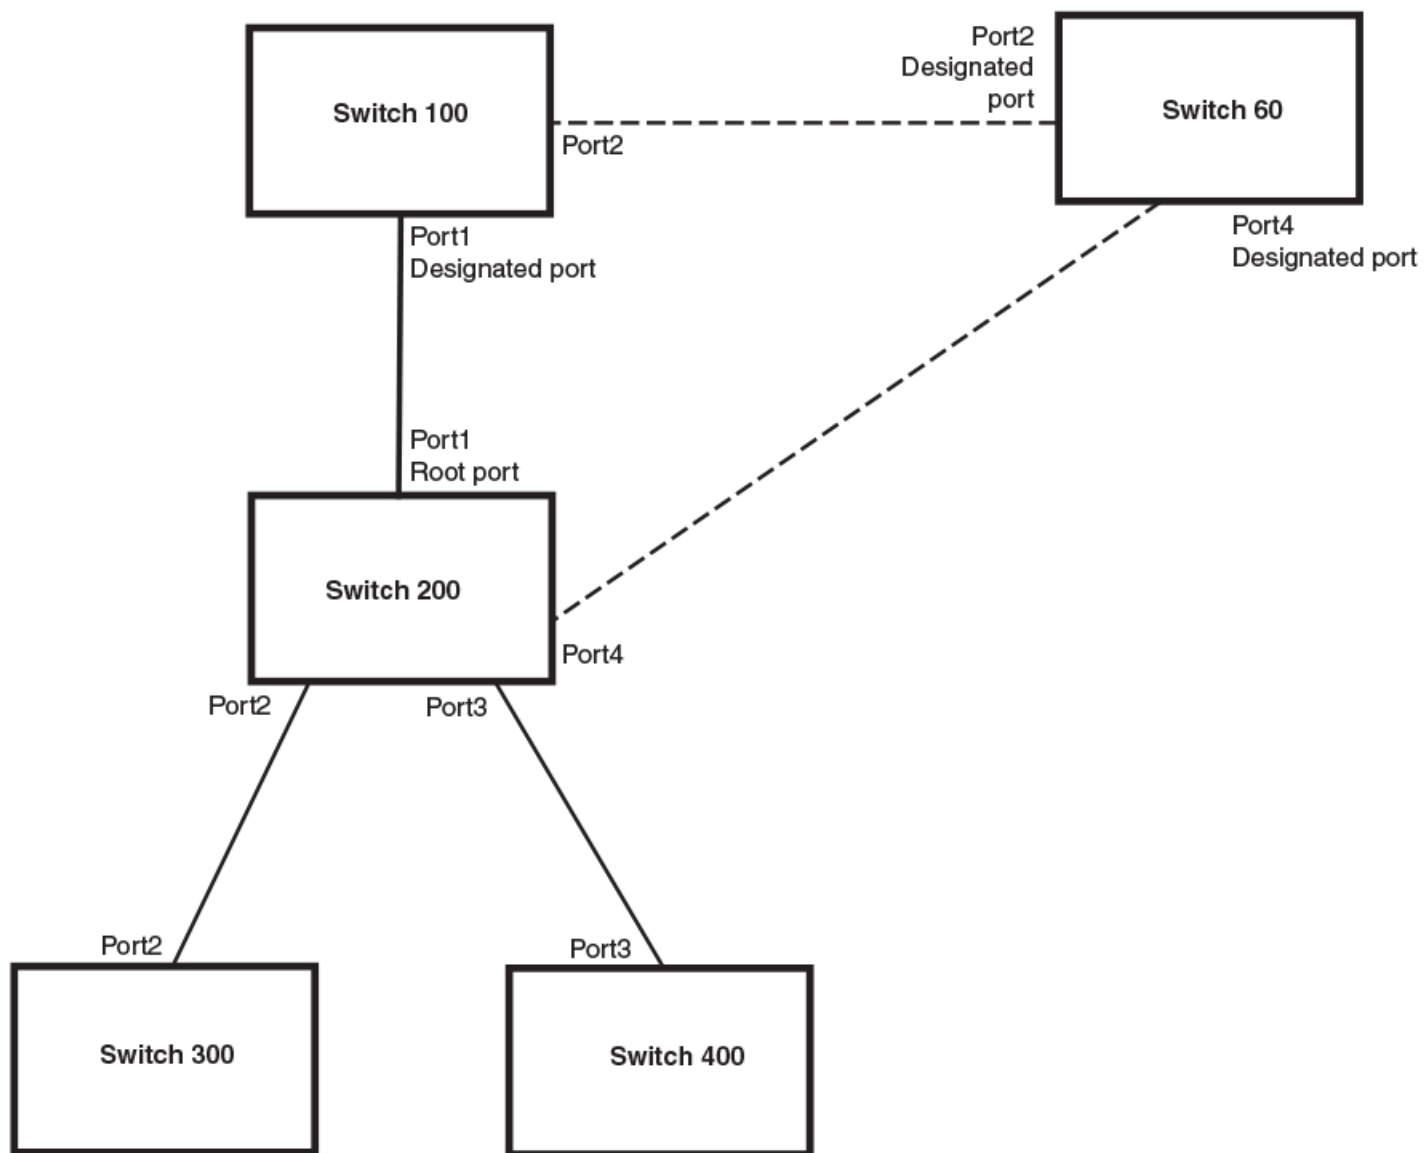 Port2
Designated
port
Switch 100
Switch 60
Port2
Port1
Designated port
Port4
Designated port
Port1
Root port
Switch 200
Port4
Port2
Port3
Port2
Port3
Switch 300
Switch 400